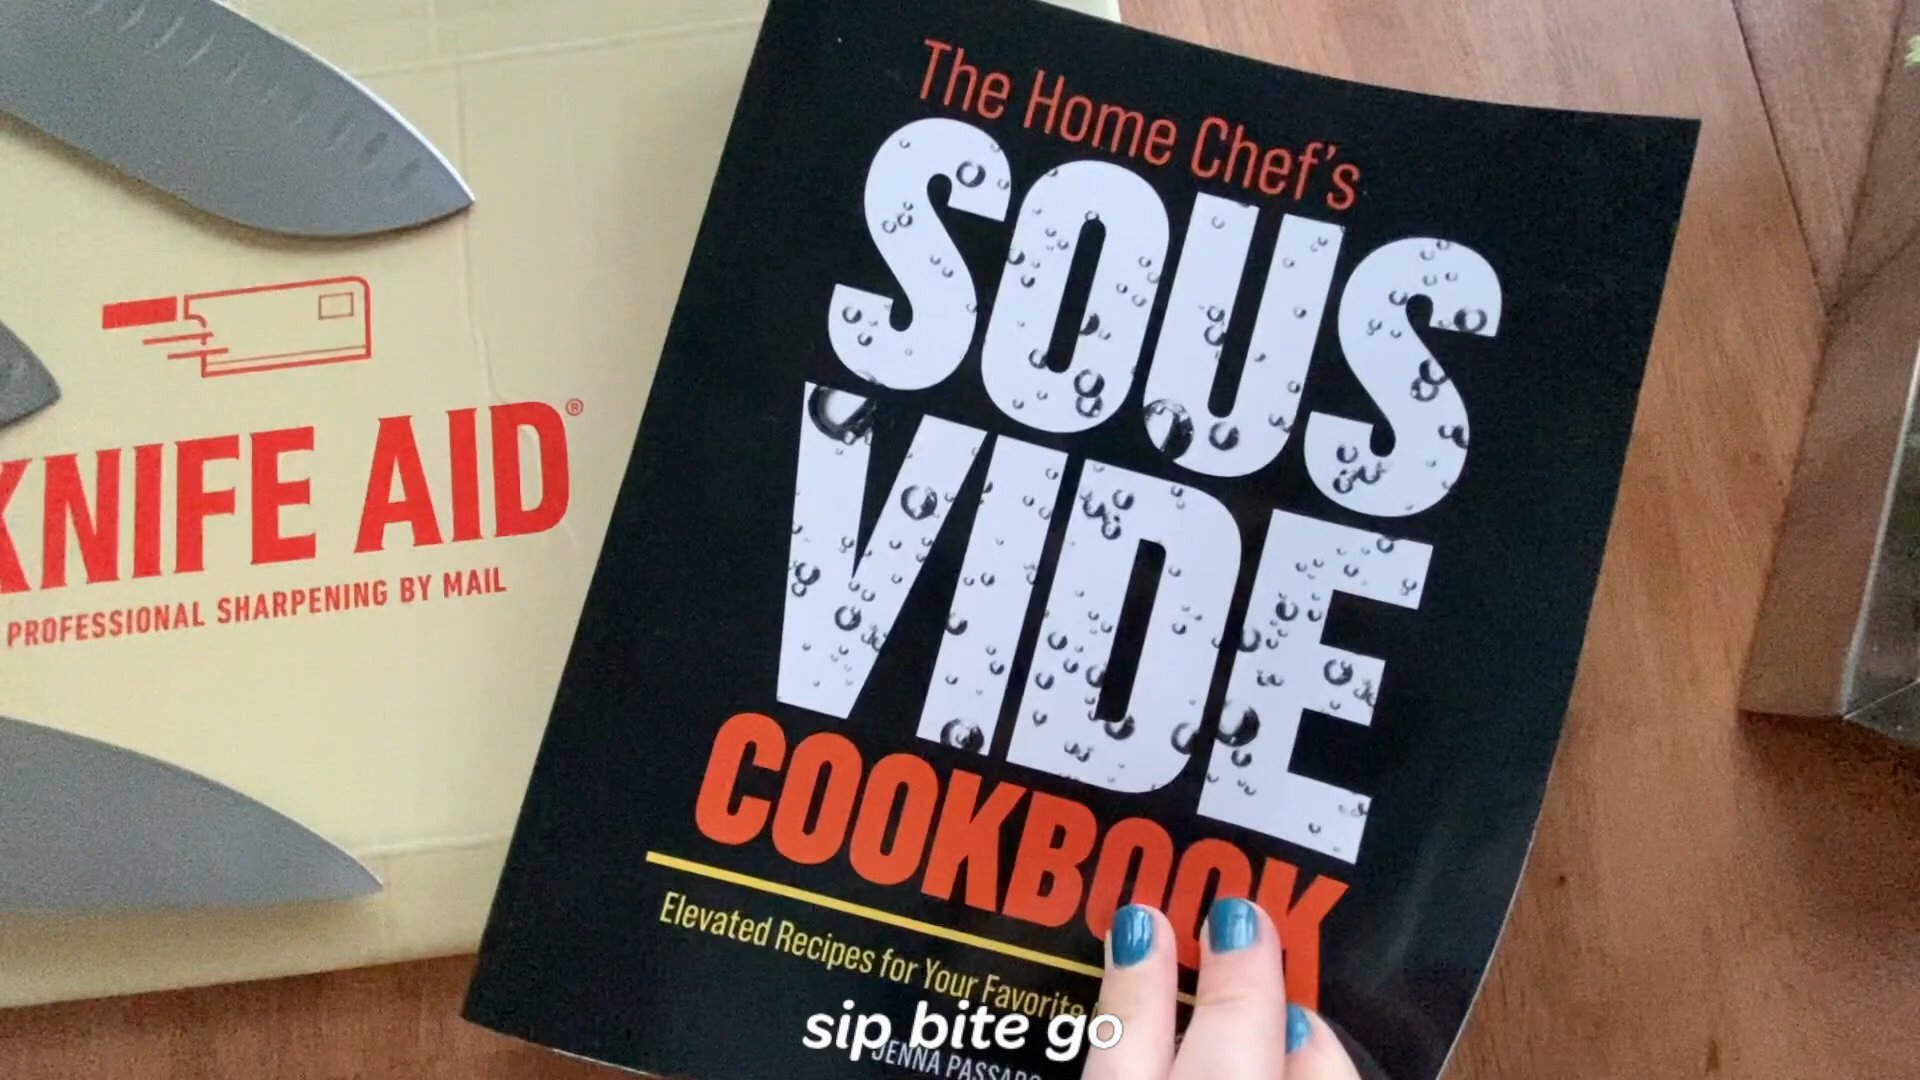 KNIFE AID®
PROFESSIONAL SHARPENING BY MAIL
The Home Chef's
SOUS
VIDE
COOKBOOK
Elevated Recipes for Your Favorite
sip bite go
JENNA